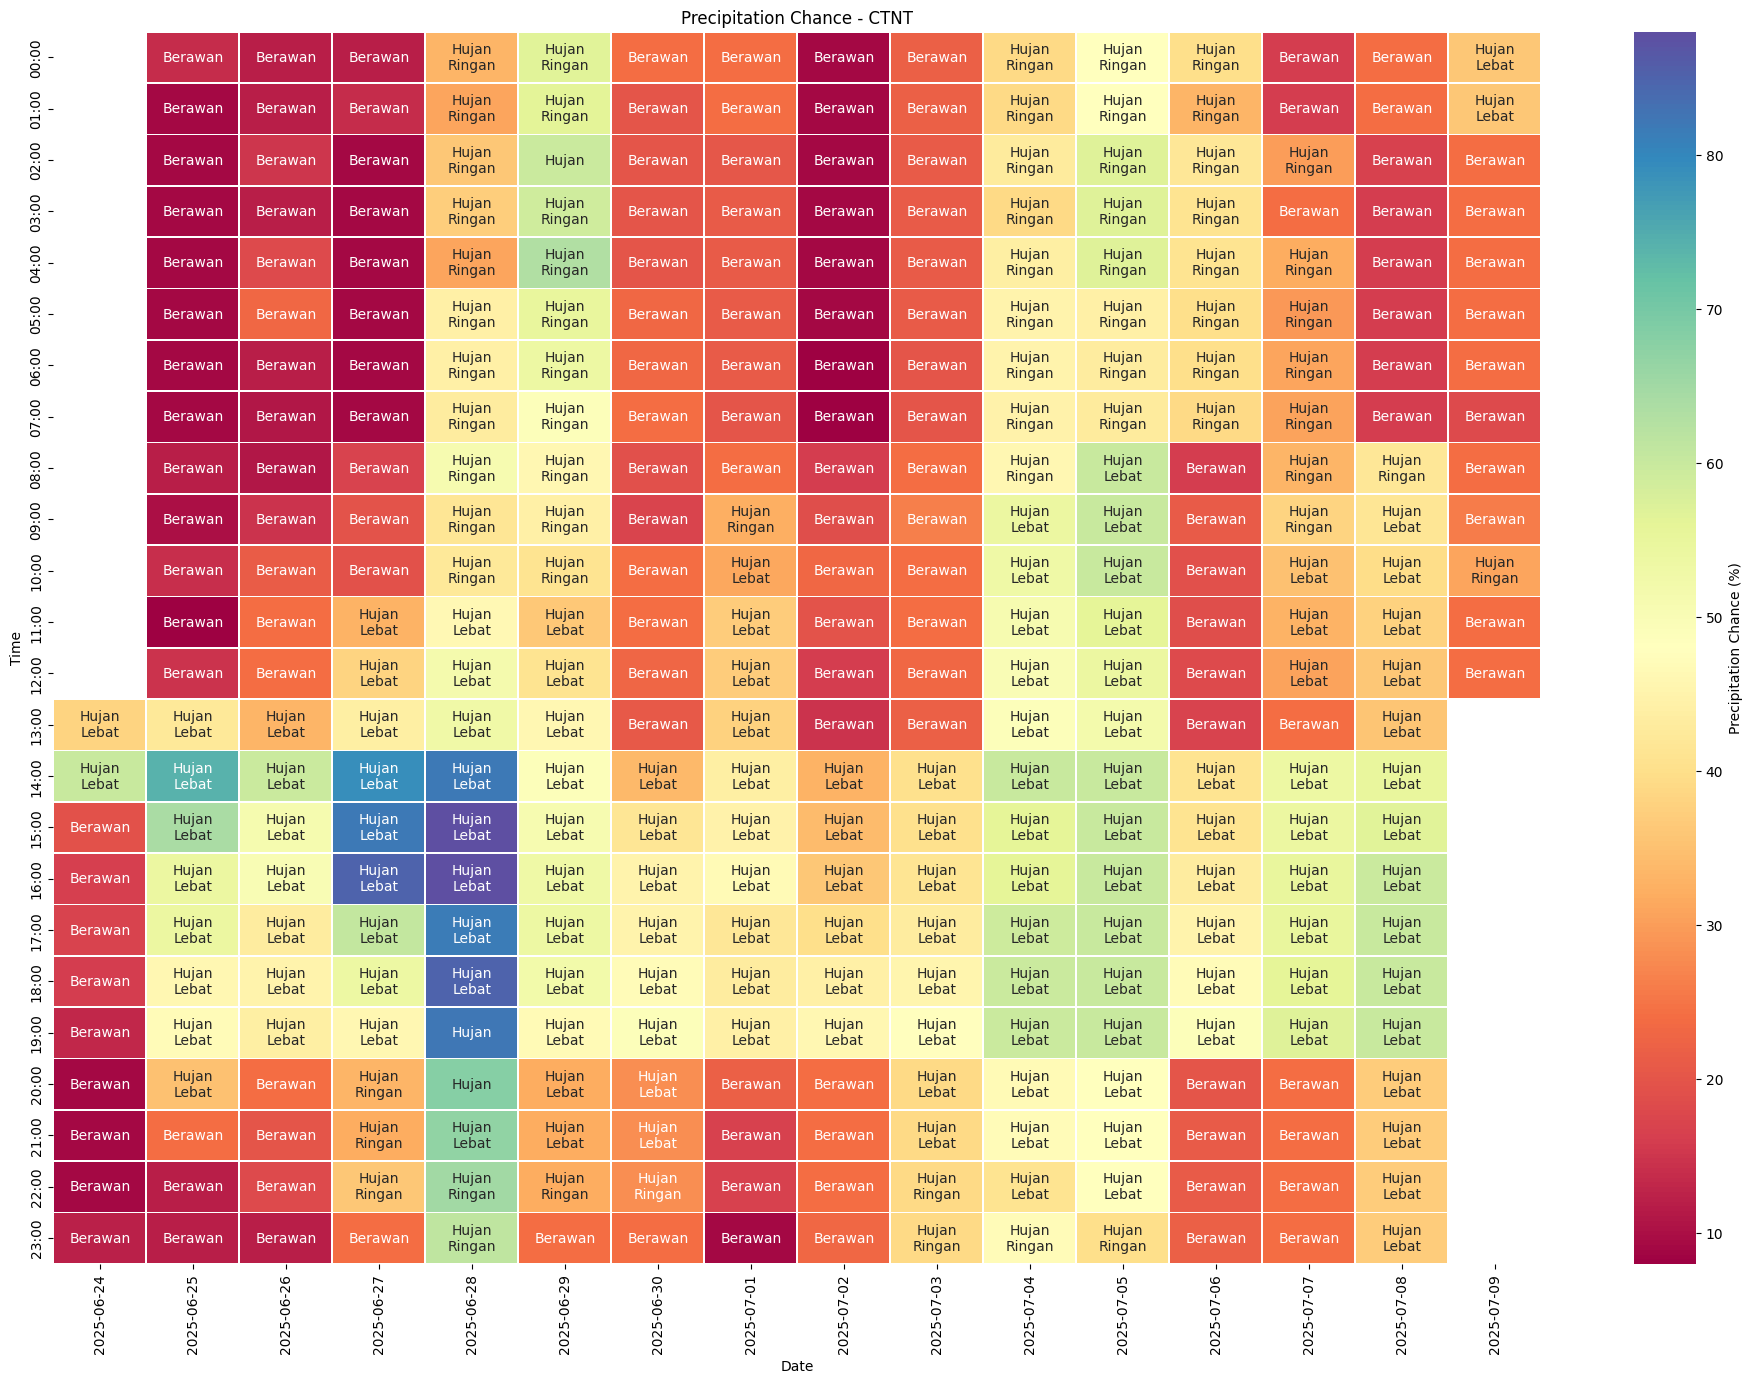 Precipitation Chance - CTNT
00:00 Berawan Berawan Berawan Hujan Ringan Hujan Ringan Berawan Berawan Berawan Berawan Hujan Ringan Hujan Ringan Hujan Ringan Berawan Berawan Hujan Lebat
01:00 Berawan Berawan Berawan Hujan Ringan Hujan Ringan Berawan Berawan Berawan Berawan Hujan Ringan Hujan Ringan Hujan Ringan Berawan Berawan Hujan Lebat
02:00 Berawan Berawan Berawan Hujan Ringan Hujan Berawan Berawan Berawan Berawan Hujan Ringan Hujan Ringan Hujan Ringan Hujan Ringan Berawan Berawan
03:00 Berawan Berawan Berawan Hujan Ringan Hujan Ringan Berawan Berawan Berawan Berawan Hujan Ringan Hujan Ringan Hujan Ringan Berawan Berawan Berawan
04:00 Berawan Berawan Berawan Hujan Ringan Hujan Ringan Berawan Berawan Berawan Berawan Hujan Ringan Hujan Ringan Hujan Ringan Hujan Ringan Berawan Berawan
05:00 Berawan Berawan Berawan Hujan Ringan Hujan Ringan Berawan Berawan Berawan Berawan Hujan Ringan Hujan Ringan Hujan Ringan Hujan Ringan Berawan Berawan
06:00 Berawan Berawan Berawan Hujan Ringan Hujan Ringan Berawan Berawan Berawan Berawan Hujan Ringan Hujan Ringan Hujan Ringan Hujan Ringan Berawan Berawan
07:00 Berawan Berawan Berawan Hujan Ringan Hujan Ringan Berawan Berawan Berawan Berawan Hujan Ringan Hujan Ringan Hujan Ringan Hujan Ringan Berawan Berawan
08:00 Berawan Berawan Berawan Hujan Ringan Hujan Ringan Berawan Berawan Berawan Berawan Hujan Ringan Hujan Lebat Berawan Hujan Ringan Hujan Ringan Berawan
09:00 Berawan Berawan Berawan Hujan Ringan Hujan Ringan Berawan Hujan Ringan Berawan Berawan Hujan Lebat Hujan Lebat Berawan Hujan Ringan Hujan Lebat Berawan
10:00 Berawan Berawan Berawan Hujan Ringan Hujan Ringan Berawan Hujan Lebat Berawan Berawan Hujan Lebat Hujan Lebat Berawan Hujan Lebat Hujan Lebat Hujan Ringan
11:00 Berawan Berawan Hujan Lebat Hujan Lebat Hujan Lebat Berawan Hujan Lebat Berawan Berawan Hujan Lebat Hujan Lebat Berawan Hujan Lebat Hujan Lebat Berawan
12:00 Berawan Berawan Hujan Lebat Hujan Lebat Hujan Lebat Berawan Hujan Lebat Berawan Berawan Hujan Lebat Hujan Lebat Berawan Hujan Lebat Hujan Lebat Berawan
13:00 Hujan Lebat Hujan Lebat Hujan Lebat Hujan Lebat Hujan Lebat Hujan Lebat Berawan Hujan Lebat Berawan Berawan Hujan Lebat Hujan Lebat Berawan Berawan Hujan Lebat
14:00 Hujan Lebat Hujan Lebat Hujan Lebat Hujan Lebat Hujan Lebat Hujan Lebat Hujan Lebat Hujan Lebat Hujan Lebat Hujan Lebat Hujan Lebat Hujan Lebat Hujan Lebat Hujan Lebat Hujan Lebat
15:00 Berawan Hujan Lebat Hujan Lebat Hujan Lebat Hujan Lebat Hujan Lebat Hujan Lebat Hujan Lebat Hujan Lebat Hujan Lebat Hujan Lebat Hujan Lebat Hujan Lebat Hujan Lebat Hujan Lebat
16:00 Berawan Hujan Lebat Hujan Lebat Hujan Lebat Hujan Lebat Hujan Lebat Hujan Lebat Hujan Lebat Hujan Lebat Hujan Lebat Hujan Lebat Hujan Lebat Hujan Lebat Hujan Lebat Hujan Lebat
17:00 Berawan Hujan Lebat Hujan Lebat Hujan Lebat Hujan Lebat Hujan Lebat Hujan Lebat Hujan Lebat Hujan Lebat Hujan Lebat Hujan Lebat Hujan Lebat Hujan Lebat Hujan Lebat Hujan Lebat
18:00 Berawan Hujan Lebat Hujan Lebat Hujan Lebat Hujan Lebat Hujan Lebat Hujan Lebat Hujan Lebat Hujan Lebat Hujan Lebat Hujan Lebat Hujan Lebat Hujan Lebat Hujan Lebat Hujan Lebat
19:00 Berawan Hujan Lebat Hujan Lebat Hujan Lebat Hujan Hujan Lebat Hujan Lebat Hujan Lebat Hujan Lebat Hujan Lebat Hujan Lebat Hujan Lebat Hujan Lebat Hujan Lebat Hujan Lebat
20:00 Berawan Hujan Lebat Berawan Hujan Ringan Hujan Hujan Lebat Hujan Lebat Berawan Berawan Hujan Lebat Hujan Lebat Hujan Lebat Berawan Berawan Hujan Lebat
21:00 Berawan Berawan Berawan Hujan Ringan Hujan Lebat Hujan Lebat Hujan Lebat Berawan Berawan Hujan Lebat Hujan Lebat Hujan Lebat Berawan Berawan Hujan Lebat
22:00 Berawan Berawan Berawan Hujan Ringan Hujan Ringan Hujan Ringan Hujan Ringan Berawan Berawan Hujan Ringan Hujan Lebat Hujan Lebat Berawan Berawan Hujan Lebat
23:00 Berawan Berawan Berawan Berawan Hujan Ringan Berawan Berawan Berawan Berawan Hujan Ringan Hujan Ringan Hujan Ringan Berawan Berawan Hujan Lebat
Time
2025-06-24 2025-06-25 2025-06-26 2025-06-27 2025-06-28 2025-06-29 2025-06-30 2025-07-01 2025-07-02 2025-07-03 2025-07-04 2025-07-05 2025-07-06 2025-07-07 2025-07-08 2025-07-09
Date
80
70
60
50
40
30
20
10
Precipitation Chance (%)